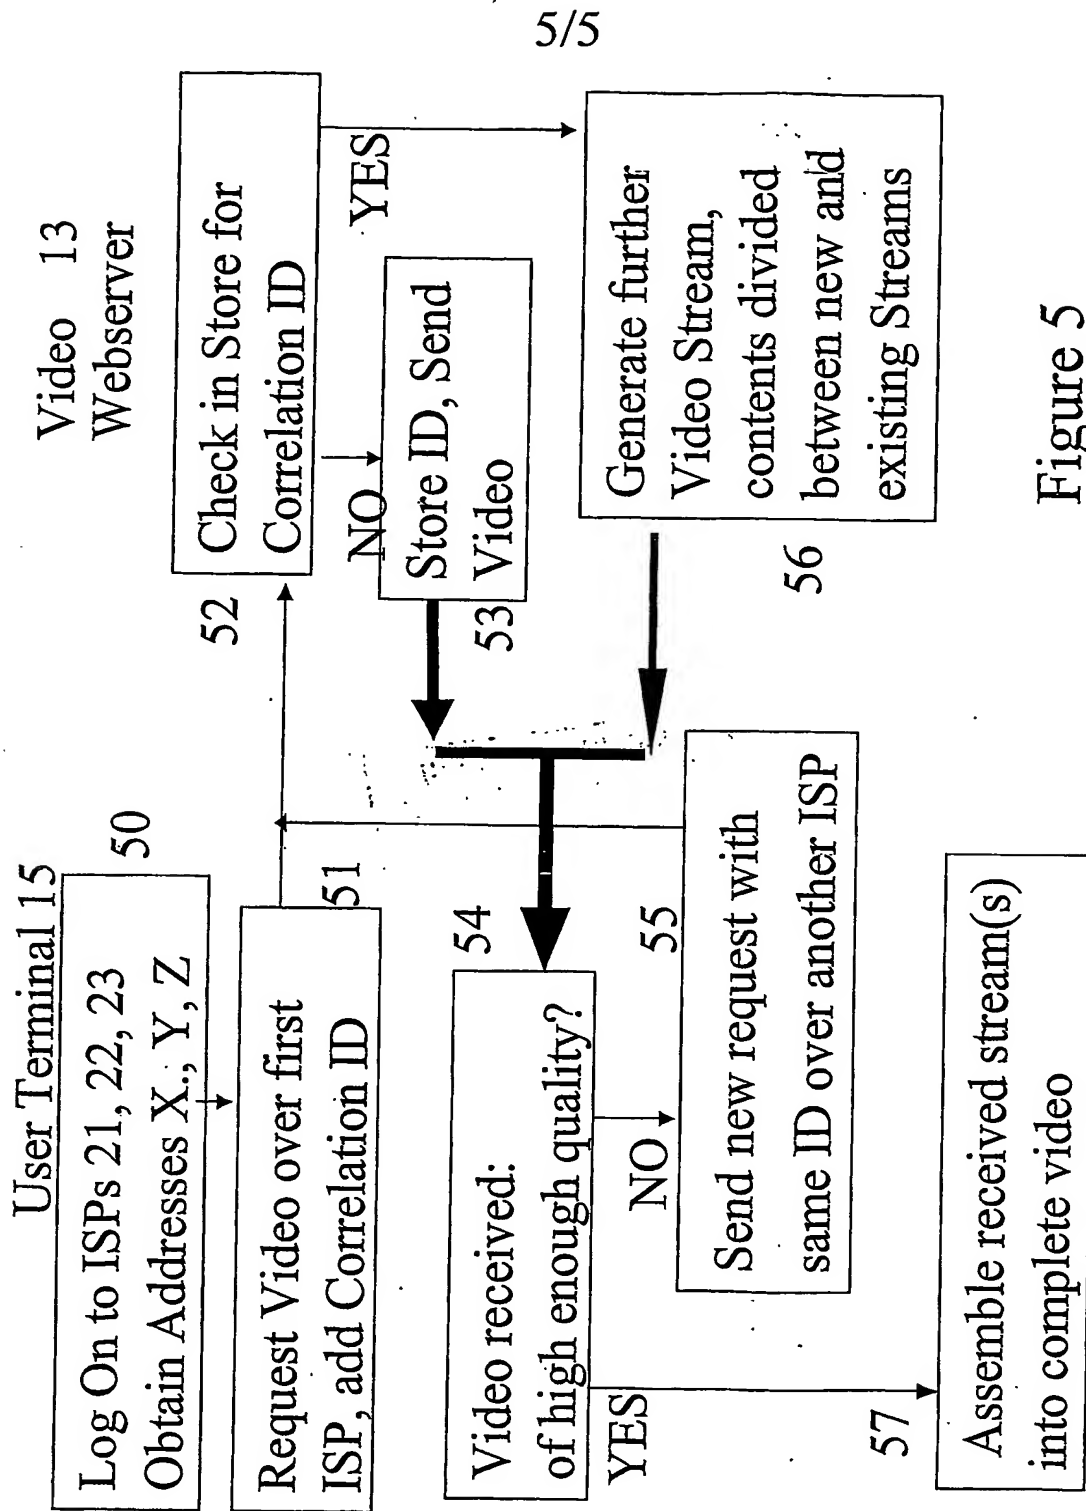 5/5
User Terminal 15
Video 13
Webserver
Log On to ISPs 21, 22, 23
Obtain Addresses X., Y, Z
50
Request Video over first
ISP, add Correlation ID
51
52
Check in Store for
Correlation ID
NO
YES
Store ID, Send
Video
53
54
Video received:
of high enough quality?
NO
YES
55
Send new request with
same ID over another ISP
56
Generate further
Video Stream,
contents divided
between new and
existing Streams
57
Assemble received stream(s)
into complete video
Figure 5